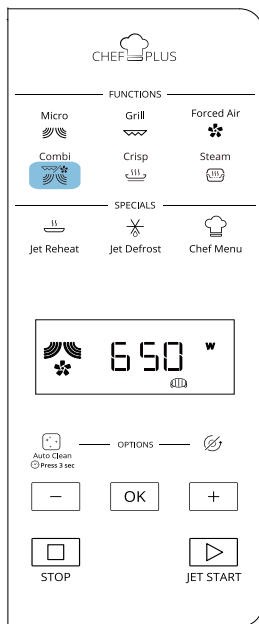 CHEF PLUS
FUNCTIONS
Micro Grill Forced Air
Combi Crisp Steam
SPECIALS
Jet Reheat Jet Defrost Chef Menu
650 W
OPTIONS
Auto Clean
Press 3 sec
- OK +
STOP JET START